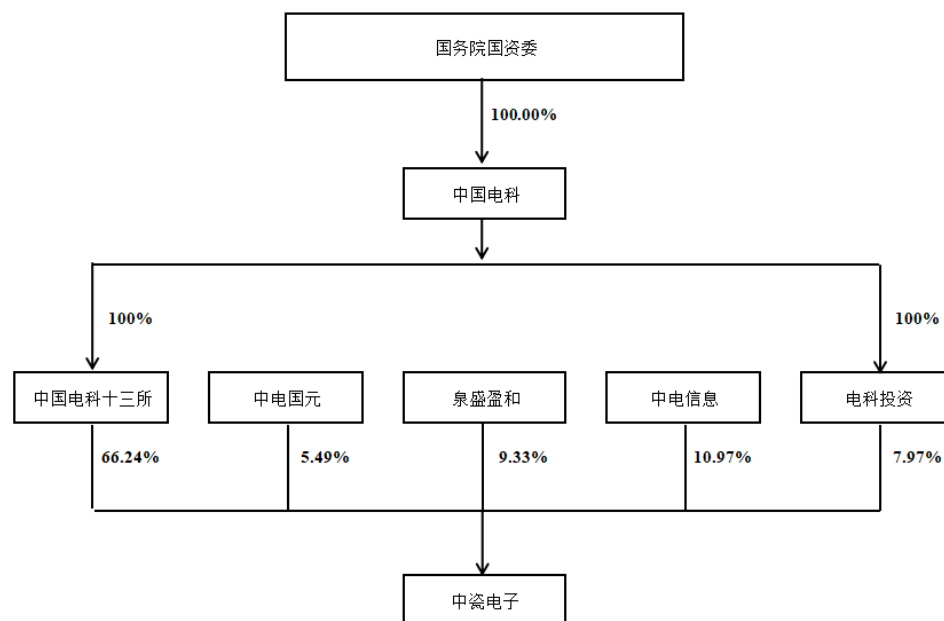 国务院国资委
100.00%
中国电科
100%
100%
中国电科十三所
中电国元
泉盛盈和
中电信息
电科投资
66.24%
5.49%
9.33%
10.97%
7.97%
中瓷电子